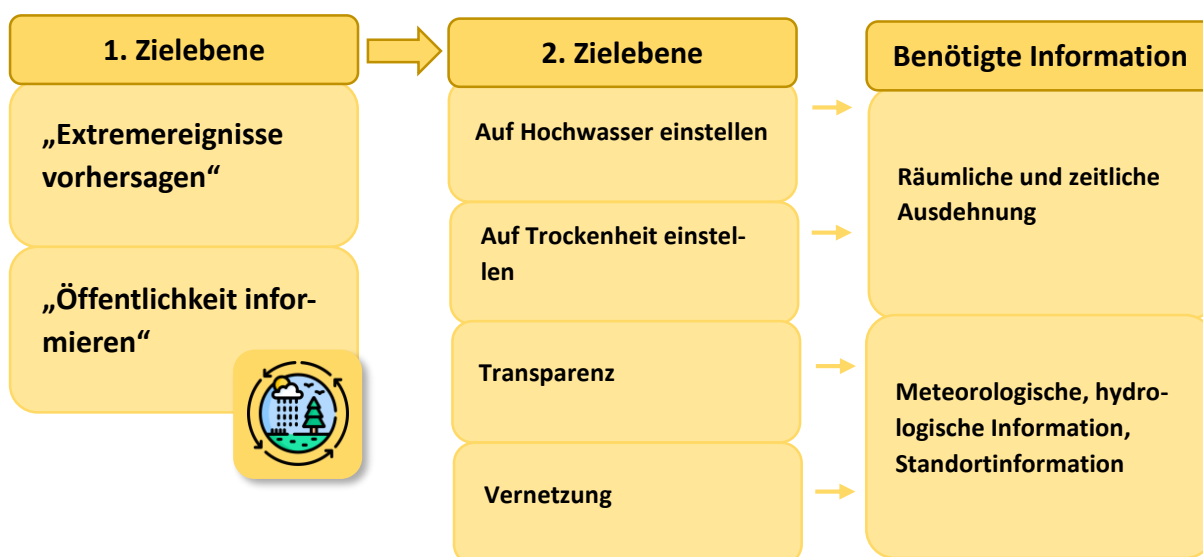 1. Zielebene
„Extremereignisse
vorhersagen“
„Öffentlichkeit infor-
mieren“
2. Zielebene
Auf Hochwasser einstellen
Auf Trockenheit einstel-
len
Transparenz
Vernetzung
Benötigte Information
Räumliche und zeitliche
Ausdehnung
Meteorologische, hydro-
logische Information,
Standortinformation